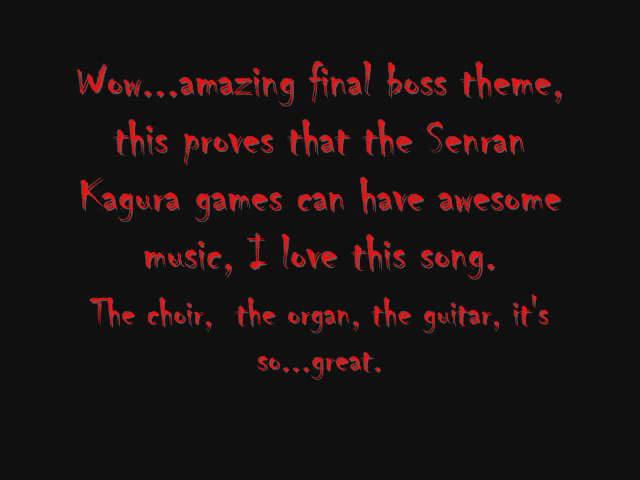 Wow...amazing final boss theme,
this proves that the Senran
Kagura games can have awesome
music, I love this song.
The choir,  the organ, the guitar, it's
so...great.